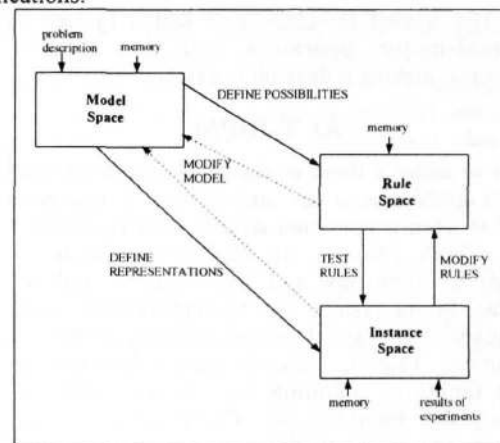 ications.
problem
description
memory
Model
Space
DEFINE POSSIBILITIES
memory
MODIFY
MODEL
Rule
Space
DEFINE
REPRESENTATIONS
TEST
RULES
MODIFY
RULES
Instance
Space
memory
results of
experiments